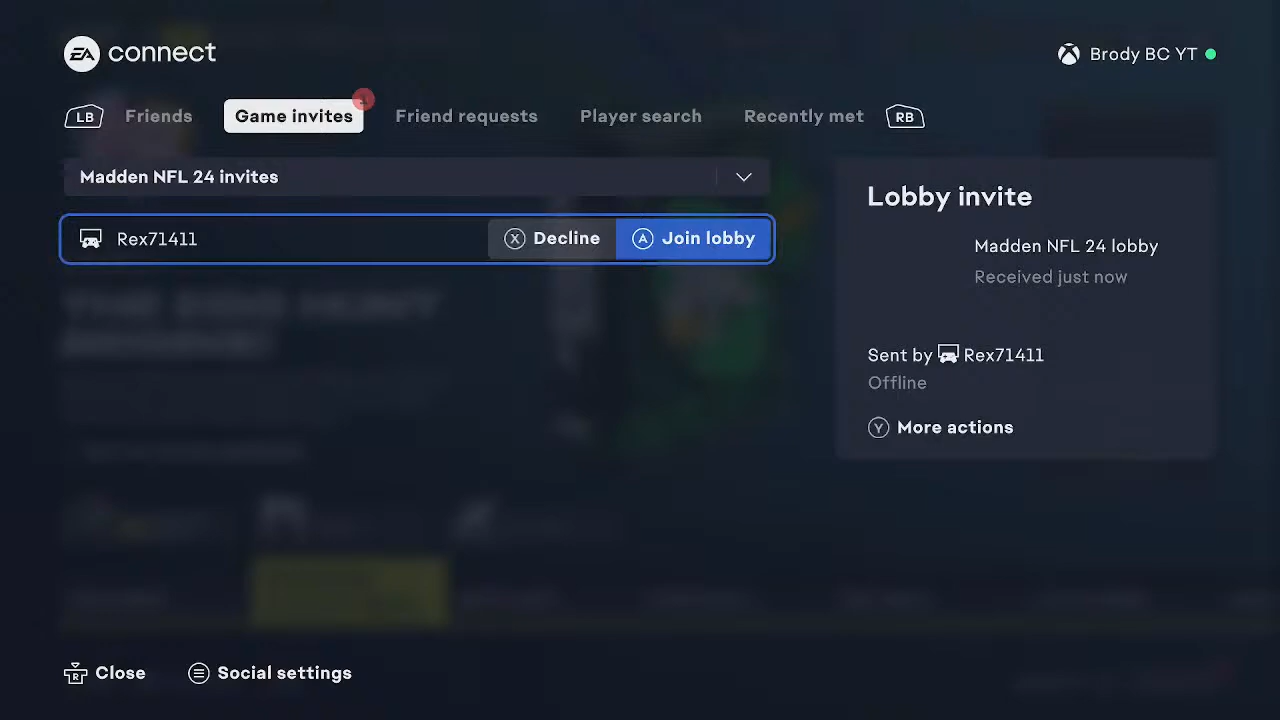 EA connect
Brody BC YT
LB Friends Game invites 1 Friend requests Player search Recently met RB
Madden NFL 24 invites
Rex71411 X Decline A Join lobby
Lobby invite
Madden NFL 24 lobby
Received just now
Sent by Rex71411
Offline
Y More actions
R Close Social settings